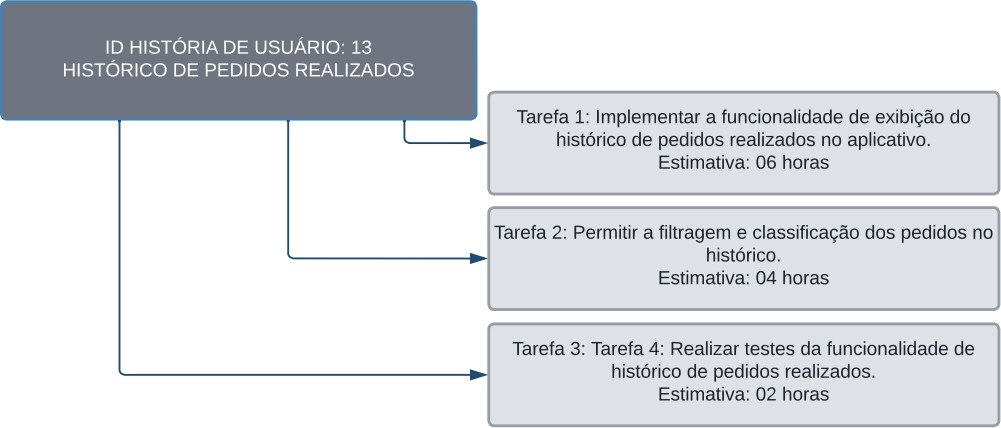 ID HISTÓRIA DE USUÁRIO: 13
HISTÓRICO DE PEDIDOS REALIZADOS
Tarefa 1: Implementar a funcionalidade de exibição do
histórico de pedidos realizados no aplicativo.
Estimativa: 06 horas
Tarefa 2: Permitir a filtragem e classificação dos pedidos no
histórico.
Estimativa: 04 horas
Tarefa 3: Tarefa 4: Realizar testes da funcionalidade de
histórico de pedidos realizados.
Estimativa: 02 horas